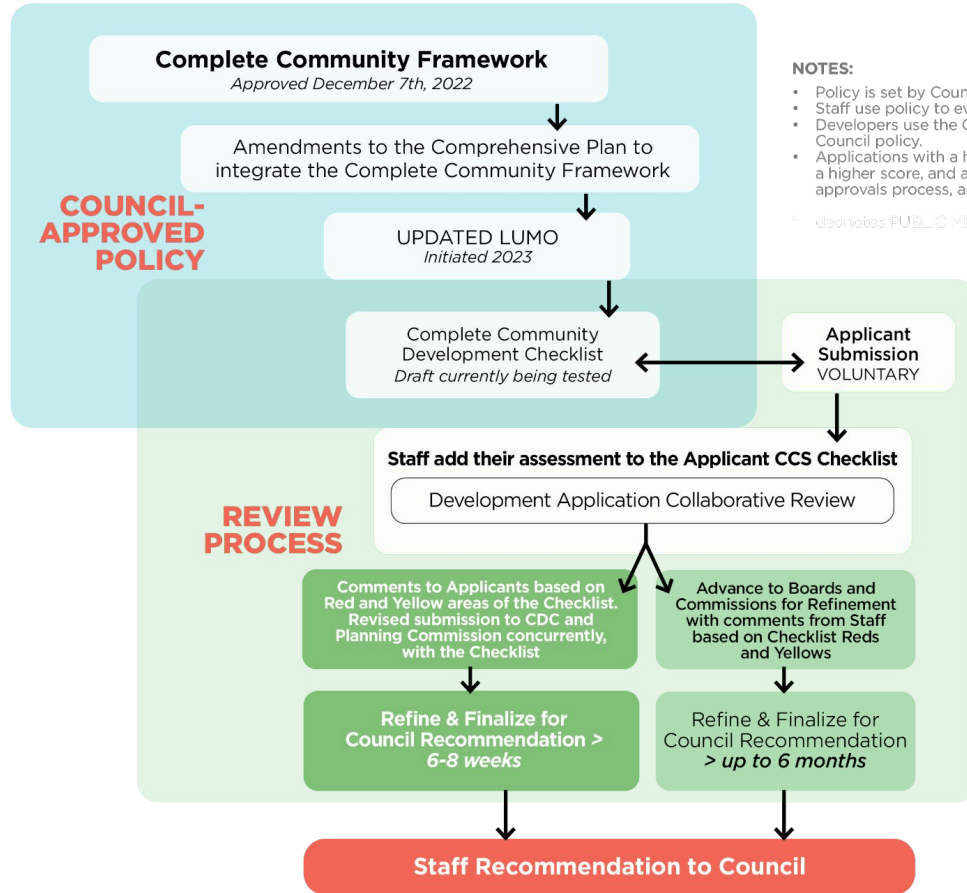 Complete Community Framework
Approved December 7th, 2022
Amendments to the Comprehensive Plan to
integrate the Complete Community Framework
COUNCIL-
APPROVED
POLICY
UPDATED LUMO
Initiated 2023
Complete Community
Development Checklist
Draft currently being tested
NOTES:
• Policy is set by
• Staff use policy to
• Developers use the
Council policy.
• Applications with a
a higher score, and
approvals process,
PUBLIC
Applicant
Submission
VOLUNTARY
Staff add their assessment to the Applicant CCS Checklist
Development Application Collaborative Review
REVIEW
PROCESS
Comments to Applicants based on
Red and Yellow areas of the Checklist.
Revised submission to CDC and
Planning Commission concurrently,
with the Checklist
Advance to Boards and
Commissions for Refinement
with comments from Staff
based on Checklist Reds
and Yellows
Refine & Finalize for
Council Recommendation >
6-8 weeks
Refine & Finalize for
Council Recommendation
> up to 6 months
Staff Recommendation to Council